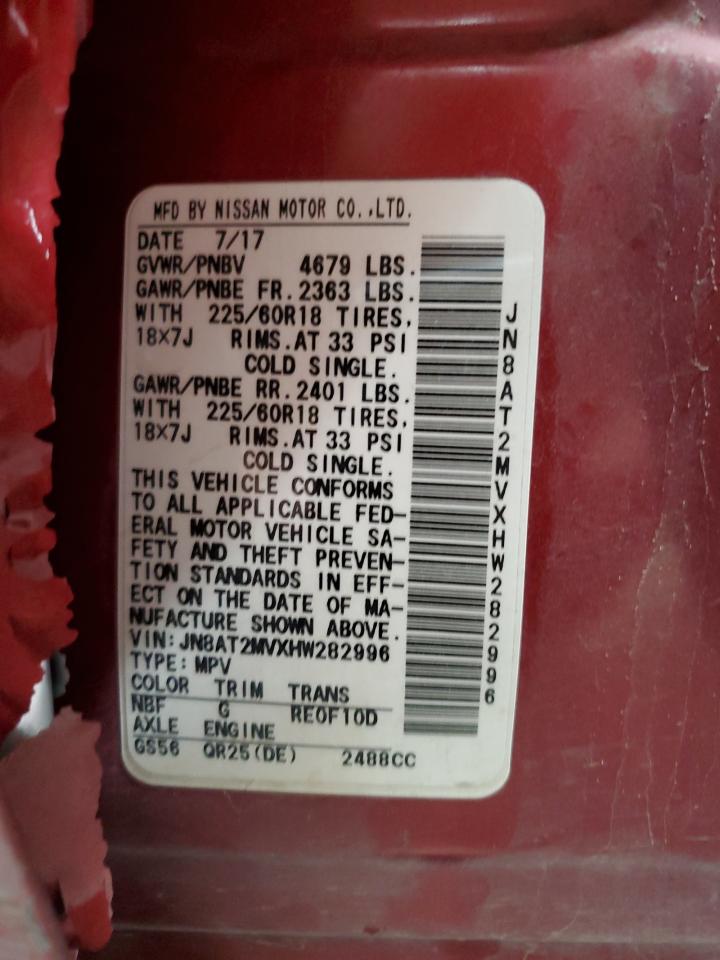 MFD BY NISSAN MOTOR CO.,LTD.
DATE 7/17
GVWR/PNBV 4679 LBS.
GAWR/PNBE FR.2363 LBS.
WITH 225/60R18 TIRES,
18×7J RIMS.AT 33 PSI
COLD SINGLE.
GAWR/PNBE RR.2401 LBS.
WITH 225/60R18 TIRES,
18×7J RIMS.AT 33 PSI
COLD SINGLE.
THIS VEHICLE CONFORMS
TO ALL APPLICABLE FED-
ERAL MOTOR VEHICLE SA-
FETY AND THEFT PREVEN-
TION STANDARDS IN EFF-
ECT ON THE DATE OF MA-
NUFACTURE SHOWN ABOVE.
VIN:JN8AT2MVXHW282996
TYPE:MPV
COLOR TRIM TRANS
NBF G RE0F10D
AXLE ENGINE
GS56 QR25(DE) 2488CC
JN8AT2MVXHW282996